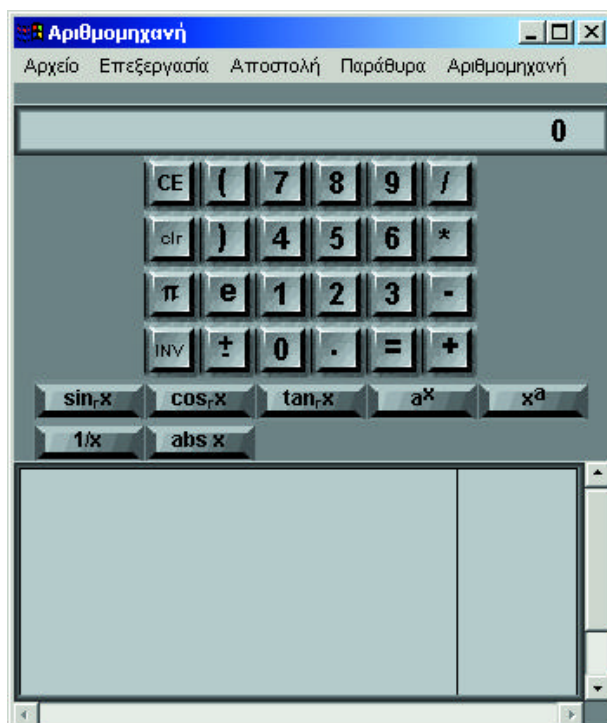 Αριθμομηχανή
Αρχείο Επεξεργασία Αποστολή Παράθυρα Αριθμομηχανή
0
CE ( 7 8 9 /
clr ) 4 5 6 *
π e 1 2 3 -
INV ± 0 . = +
sinᵣx cosᵣx tanᵣx aˣ xᵃ
1/x abs x